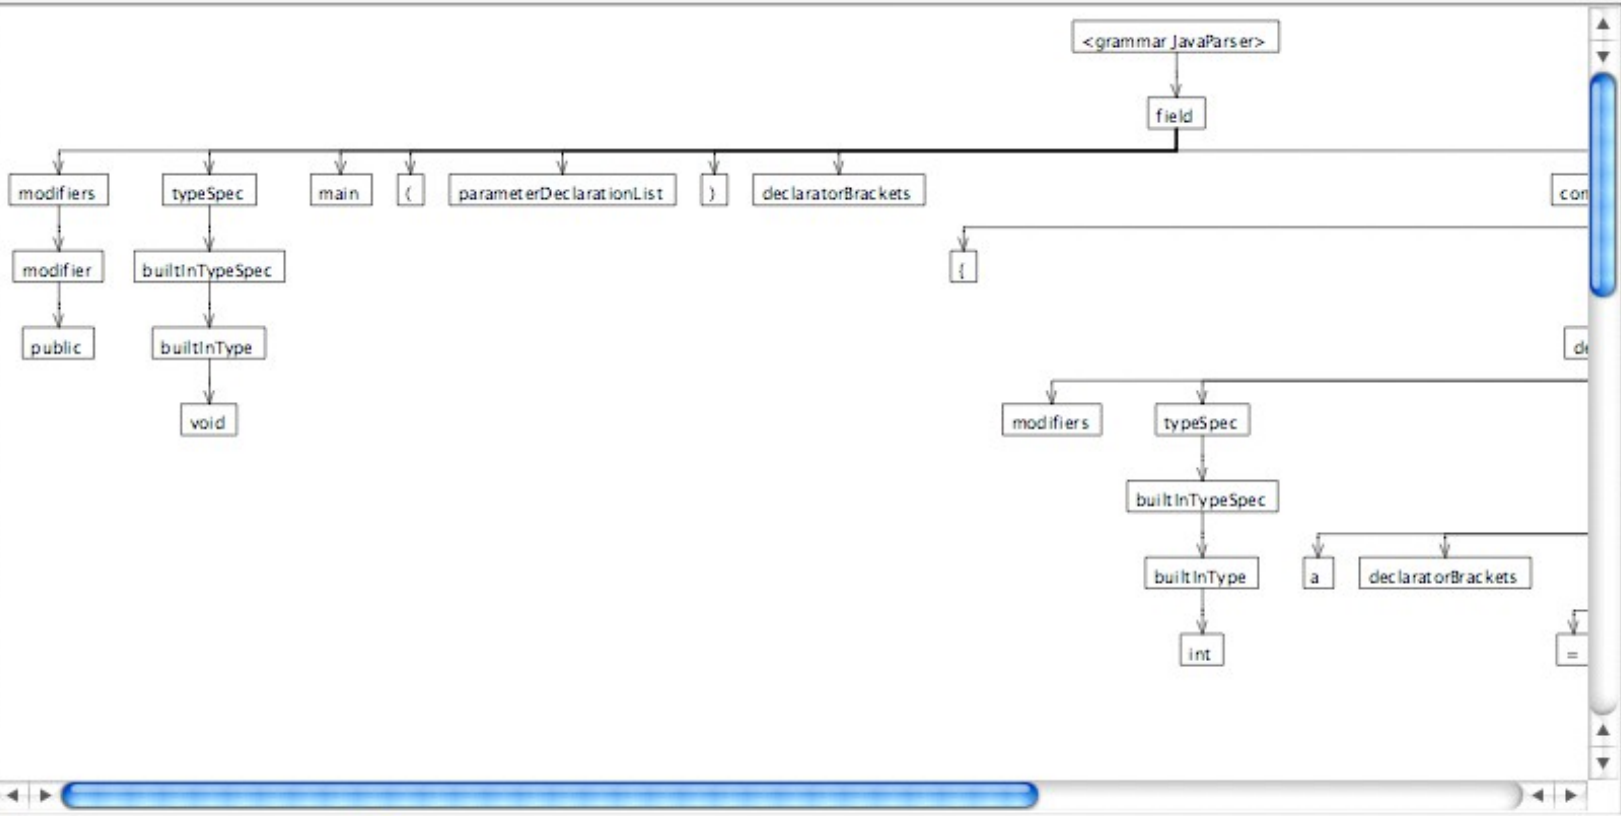 <grammar JavaParser>
field
modifiers typeSpec main ( parameterDeclarationList ) declaratorBrackets
modifier builtInTypeSpec {
public builtInType
void modifiers typeSpec
builtInTypeSpec
builtInType a declaratorBrackets
int =